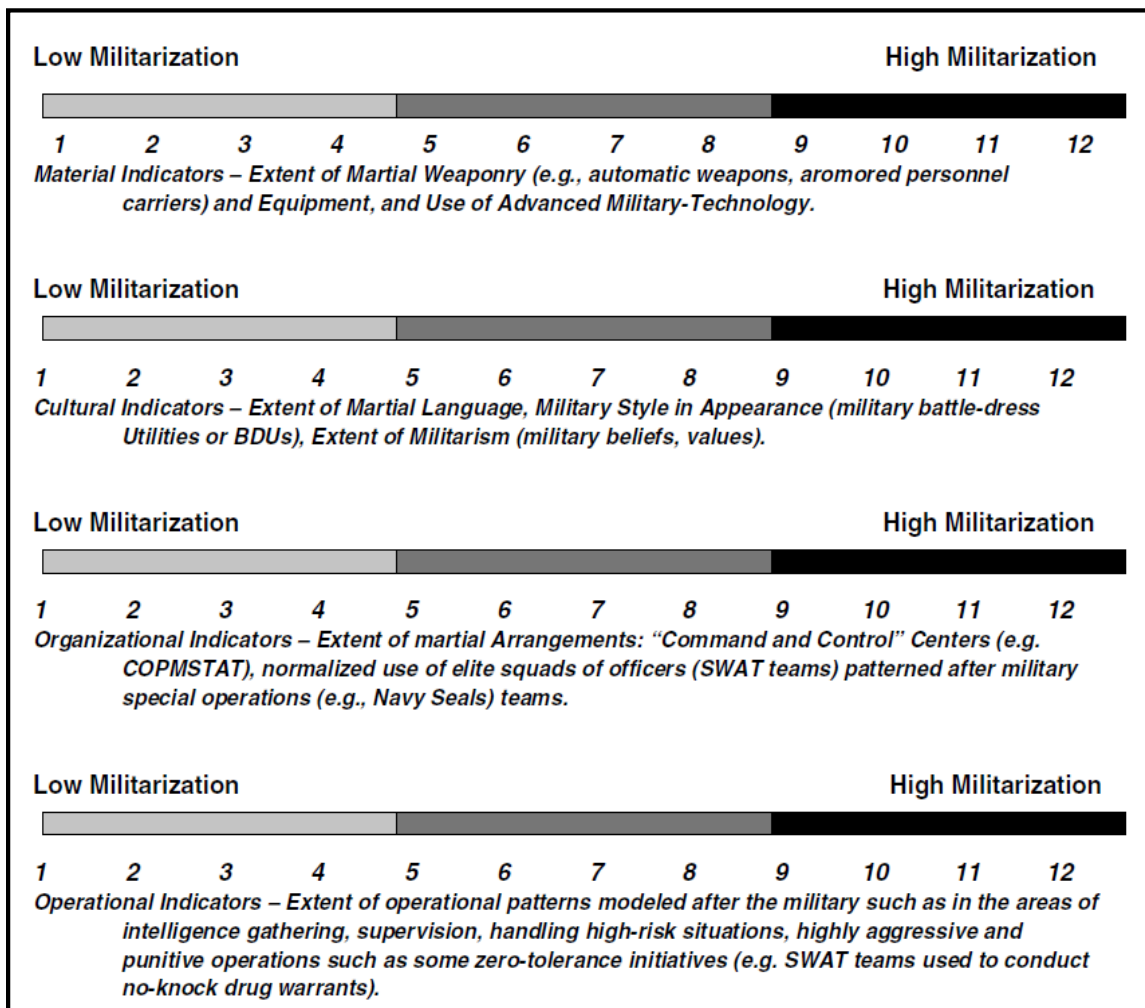 Low Militarization High Militarization
1 2 3 4 5 6 7 8 9 10 11 12
Material Indicators – Extent of Martial Weaponry (e.g., automatic weapons, aromored personnel
carriers) and Equipment, and Use of Advanced Military-Technology.
Low Militarization High Militarization
1 2 3 4 5 6 7 8 9 10 11 12
Cultural Indicators – Extent of Martial Language, Military Style in Appearance (military battle-dress
Utilities or BDUs), Extent of Militarism (military beliefs, values).
Low Militarization High Militarization
1 2 3 4 5 6 7 8 9 10 11 12
Organizational Indicators – Extent of martial Arrangements: “Command and Control” Centers (e.g.
COPMSTAT), normalized use of elite squads of officers (SWAT teams) patterned after military
special operations (e.g., Navy Seals) teams.
Low Militarization High Militarization
1 2 3 4 5 6 7 8 9 10 11 12
Operational Indicators – Extent of operational patterns modeled after the military such as in the areas of
intelligence gathering, supervision, handling high-risk situations, highly aggressive and
punitive operations such as some zero-tolerance initiatives (e.g. SWAT teams used to conduct
no-knock drug warrants).